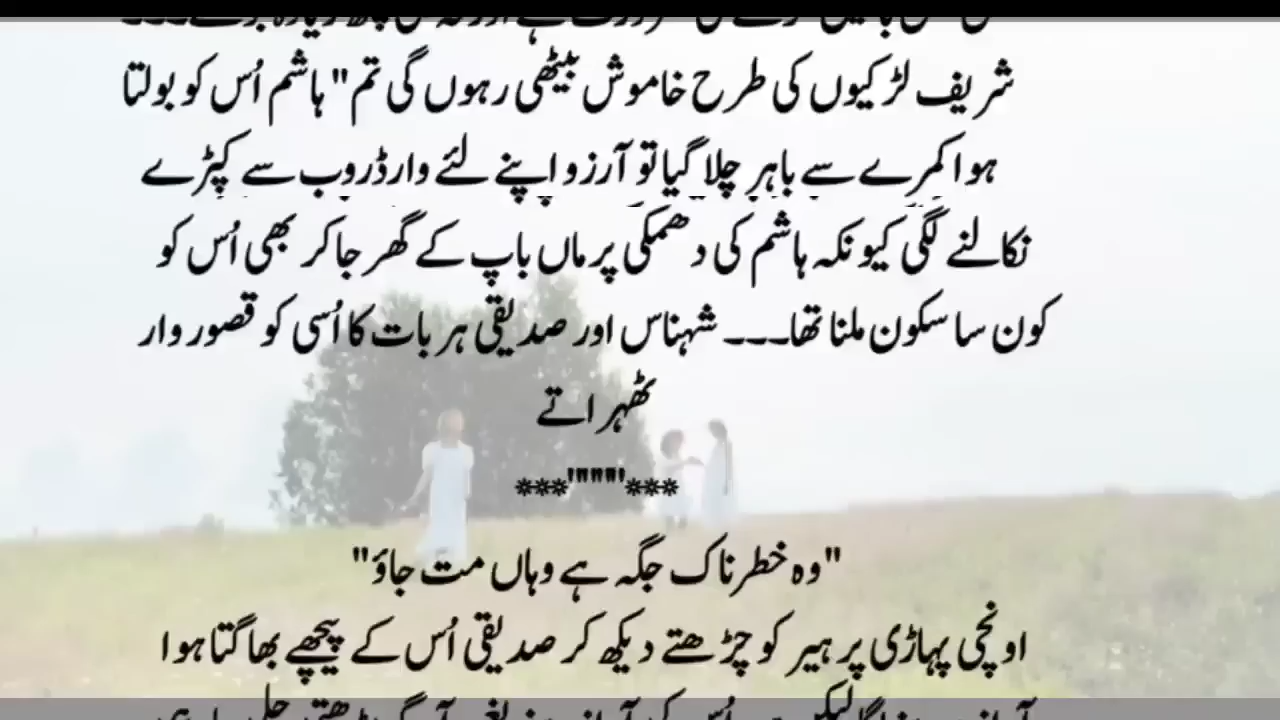 شریف لڑکیوں کی طرح خاموش بیٹھی رہوں گی تم" ہاشم اُس کو بولتا
ہوا کمرے سے باہر چلا گیا تو آرزو اپنے لئے وارڈروب سے کپڑے
نکالنے لگی کیونکہ ہاشم کی دھمکی پر ماں باپ کے گھر جا کر بھی اُس کو
کون سا سکون ملنا تھا۔۔۔ شہناس اور صدیقی ہر بات کا اُسی کو قصور وار
ٹھہراتے
***""""***
"وہ خطرناک جگہ ہے وہاں مت جاؤ"
اونچی پہاڑی پر ہیر کو چڑھتے دیکھ کر صدیقی اُس کے پیچھے بھاگتا ہوا